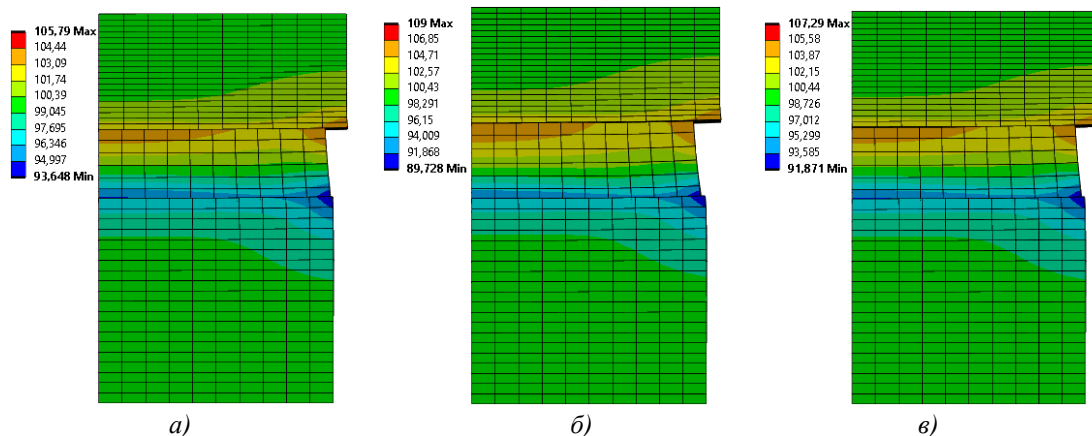 105,79 Max
104,44
103,09
101,74
100,39
99,045
97,695
96,346
94,997
93,648 Min
109 Max
106,85
104,71
102,57
100,43
98,291
96,15
94,009
91,868
89,728 Min
107,29 Max
105,58
103,87
102,15
100,44
98,726
97,012
95,299
93,585
91,871 Min
а)
б)
в)